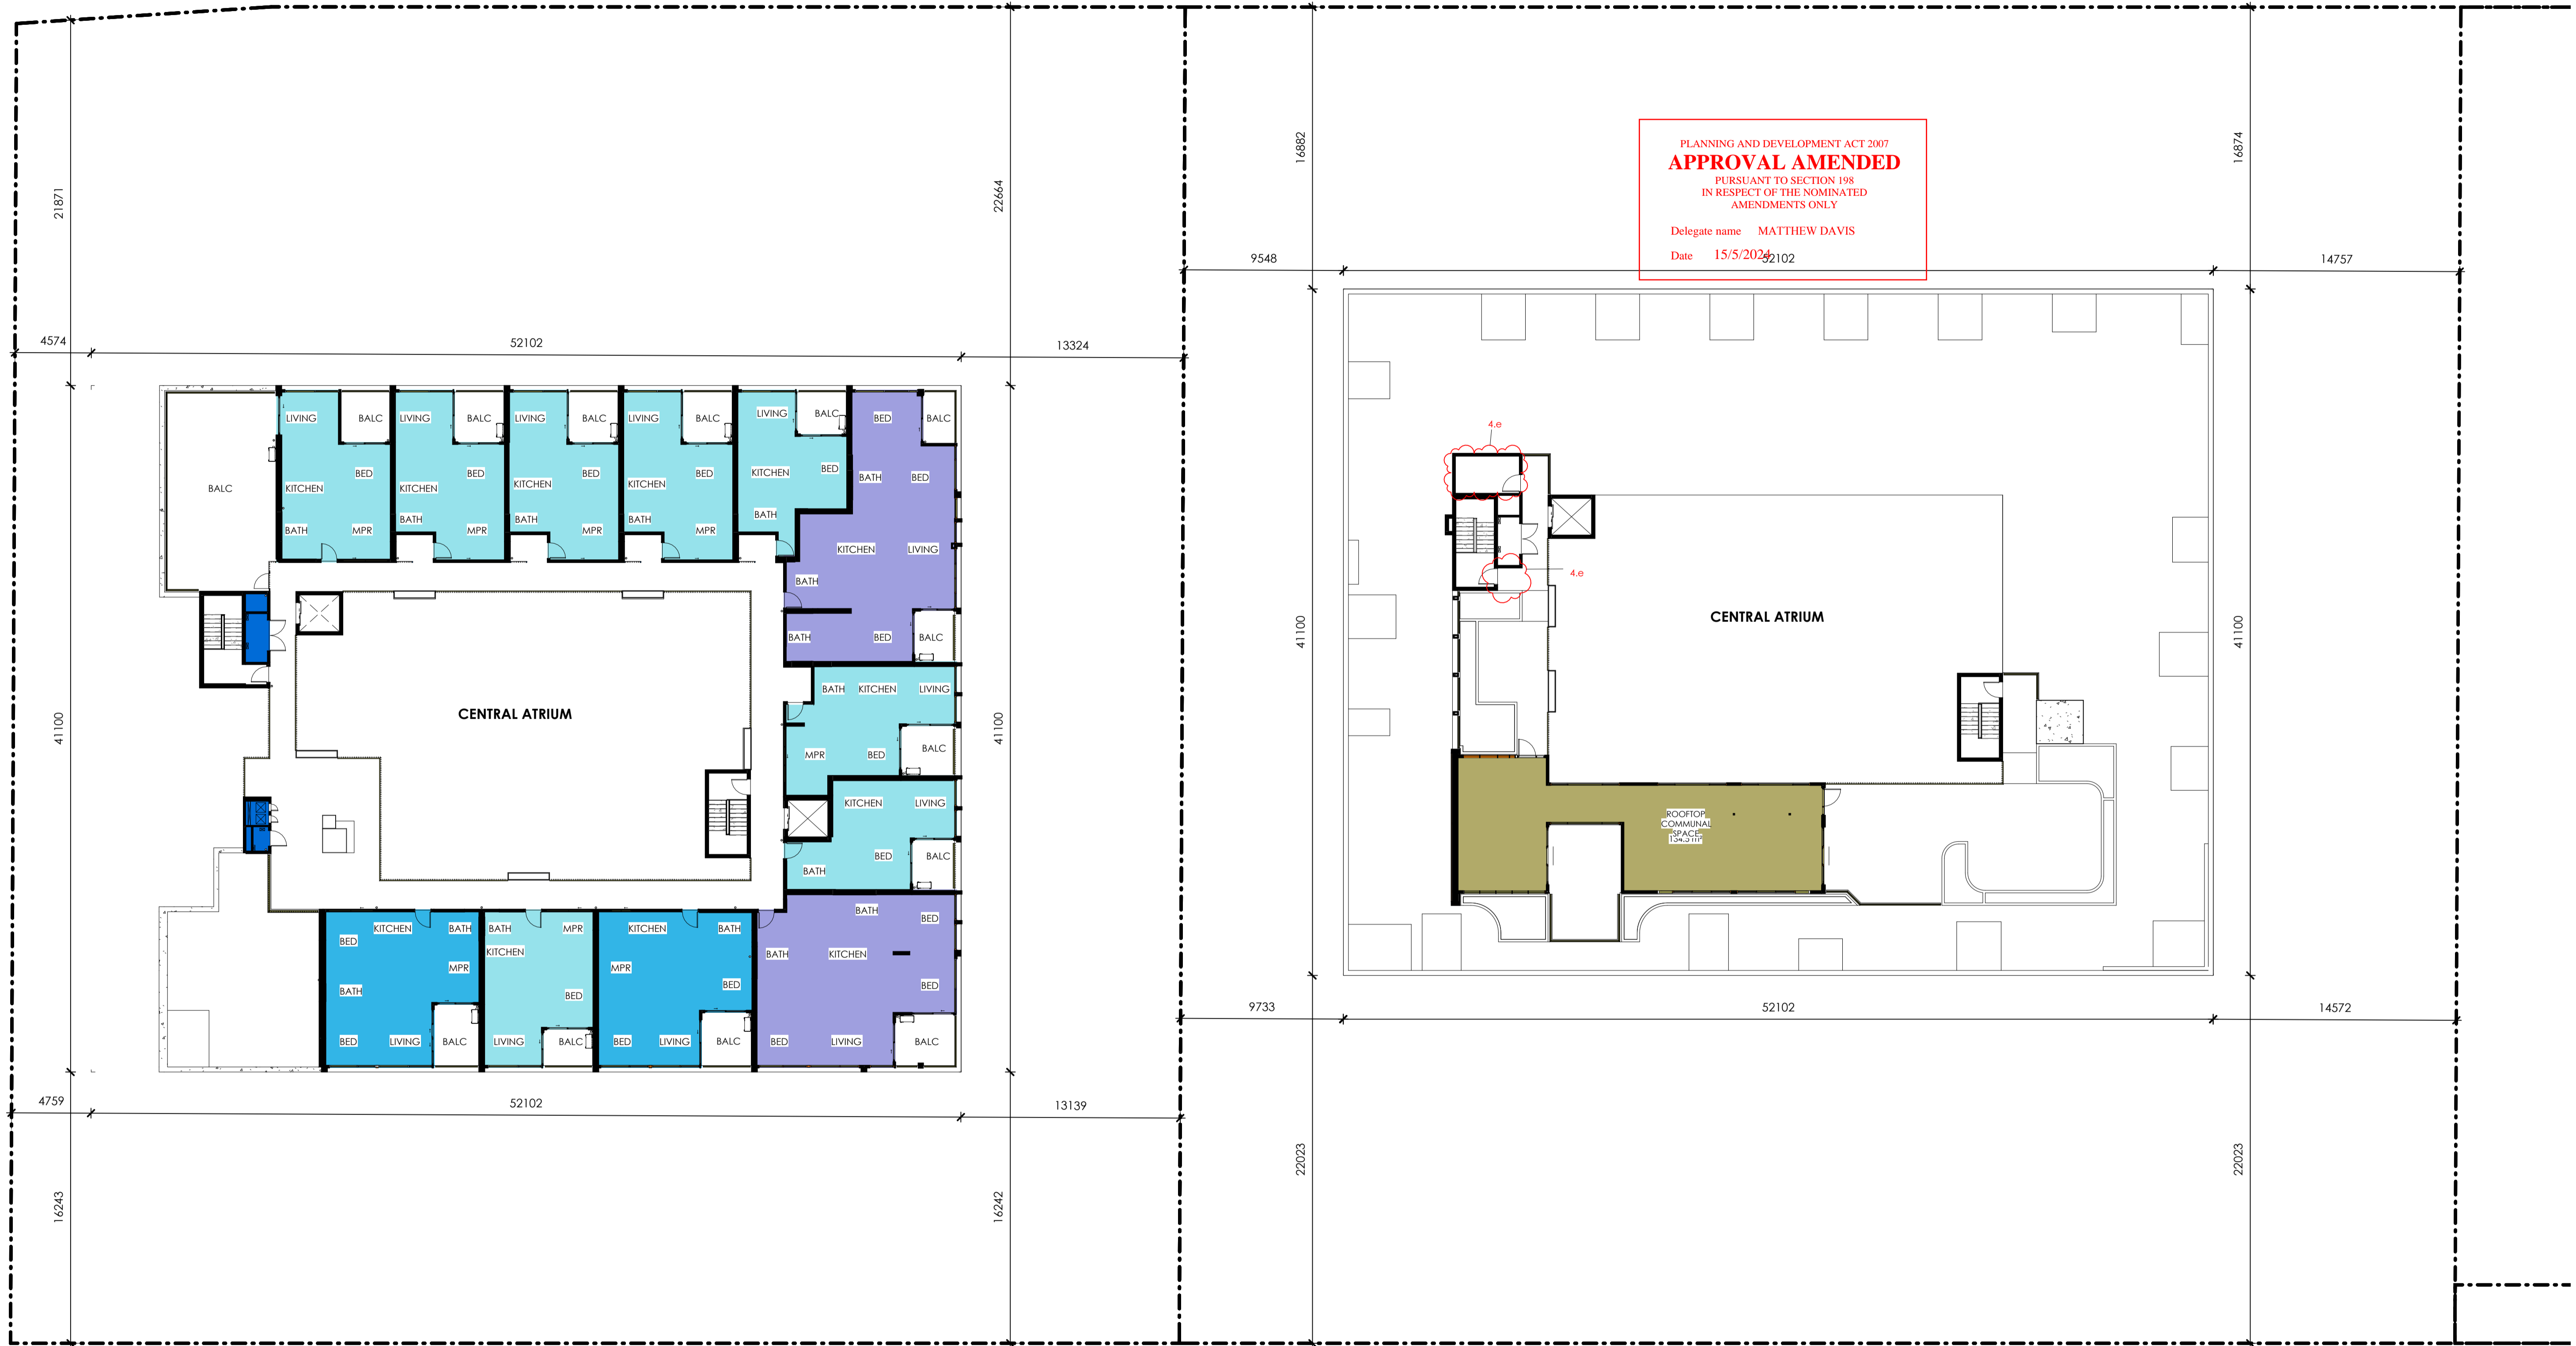 PLANNING AND DEVELOPMENT ACT 2007
APPROVAL AMENDED
PURSUANT TO SECTION 198
IN RESPECT OF THE NOMINATED
AMENDMENTS ONLY
Delegate name MATTHEW DAVIS
Date 15/5/2024
21871
22664
16882
16874
4574
52102
13324
9548
52102
14757
LIVING
BALC
LIVING
BALC
LIVING
BALC
LIVING
BALC
LIVING
BALC
BED
BALC
BALC
KITCHEN
BED
KITCHEN
BED
KITCHEN
BED
KITCHEN
BED
KITCHEN
BED
BATH
BED
BATH
MPR
BATH
MPR
BATH
MPR
BATH
MPR
BATH
KITCHEN
LIVING
BATH
BATH
BED
BALC
BATH
KITCHEN
LIVING
MPR
BED
BALC
KITCHEN
LIVING
BATH
BED
BALC
CENTRAL ATRIUM
41100
41100
KITCHEN
BATH
BED
MPR
BATH
BED
LIVING
BALC
BATH
MPR
KITCHEN
BED
LIVING
BALC
KITCHEN
BATH
MPR
BED
BED
LIVING
BALC
BATH
BED
BATH
KITCHEN
BED
BED
LIVING
BALC
4759
52102
13139
16243
16242
4.e
4.e
CENTRAL ATRIUM
41100
41100
ROOFTOP
COMMUNAL
SPACE
9733
52102
14572
22023
22023